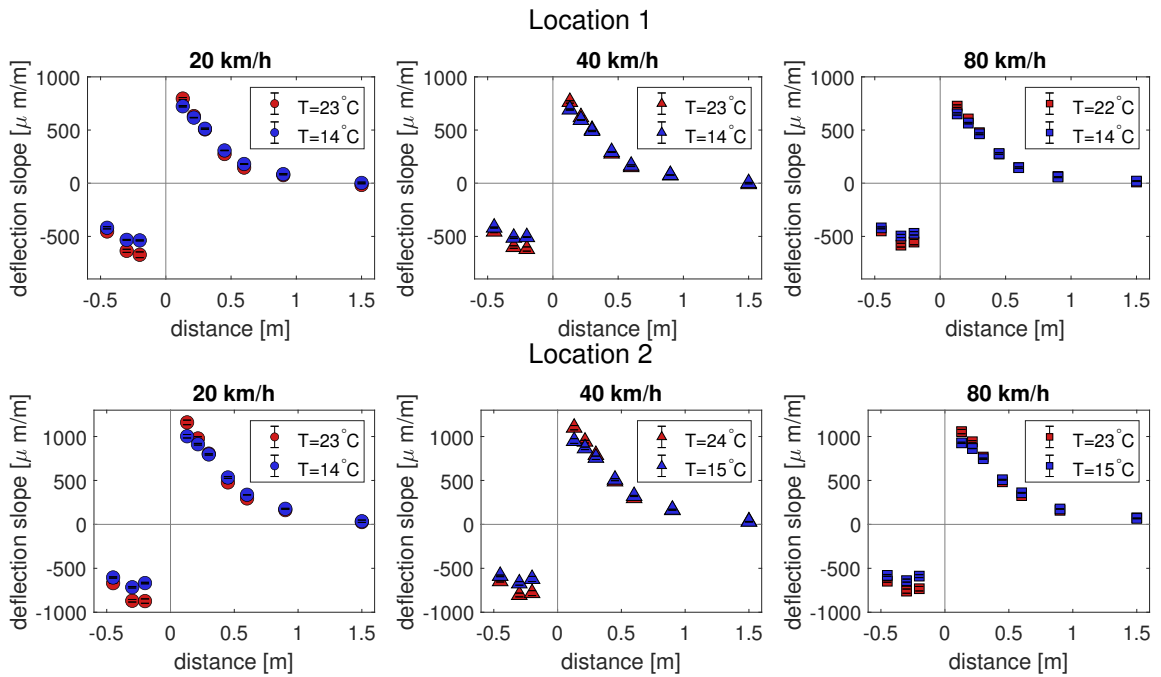 Location 1
20 km/h
40 km/h
80 km/h
deflection slope [μ m/m]
1000
500
0
-500
-0.5
0
0.5
1
1.5
distance [m]
T=23°C
T=14°C
deflection slope [μ m/m]
1000
500
0
-500
-0.5
0
0.5
1
1.5
distance [m]
T=23°C
T=14°C
deflection slope [μ m/m]
1000
500
0
-500
-0.5
0
0.5
1
1.5
distance [m]
T=22°C
T=14°C
Location 2
20 km/h
40 km/h
80 km/h
deflection slope [μ m/m]
1000
500
0
-500
-1000
-0.5
0
0.5
1
1.5
distance [m]
T=23°C
T=14°C
deflection slope [μ m/m]
1000
500
0
-500
-1000
-0.5
0
0.5
1
1.5
distance [m]
T=24°C
T=15°C
deflection slope [μ m/m]
1000
500
0
-500
-1000
-0.5
0
0.5
1
1.5
distance [m]
T=23°C
T=15°C